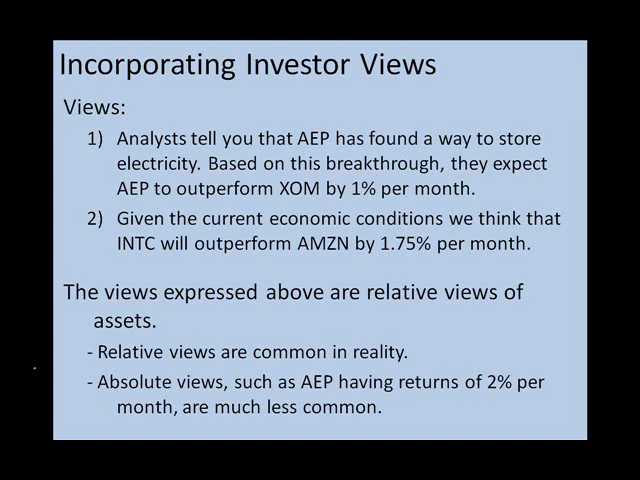 Incorporating Investor Views
Views:
1) Analysts tell you that AEP has found a way to store
electricity. Based on this breakthrough, they expect
AEP to outperform XOM by 1% per month.
2) Given the current economic conditions we think that
INTC will outperform AMZN by 1.75% per month.
The views expressed above are relative views of
assets.
- Relative views are common in reality.
- Absolute views, such as AEP having returns of 2% per
month, are much less common.